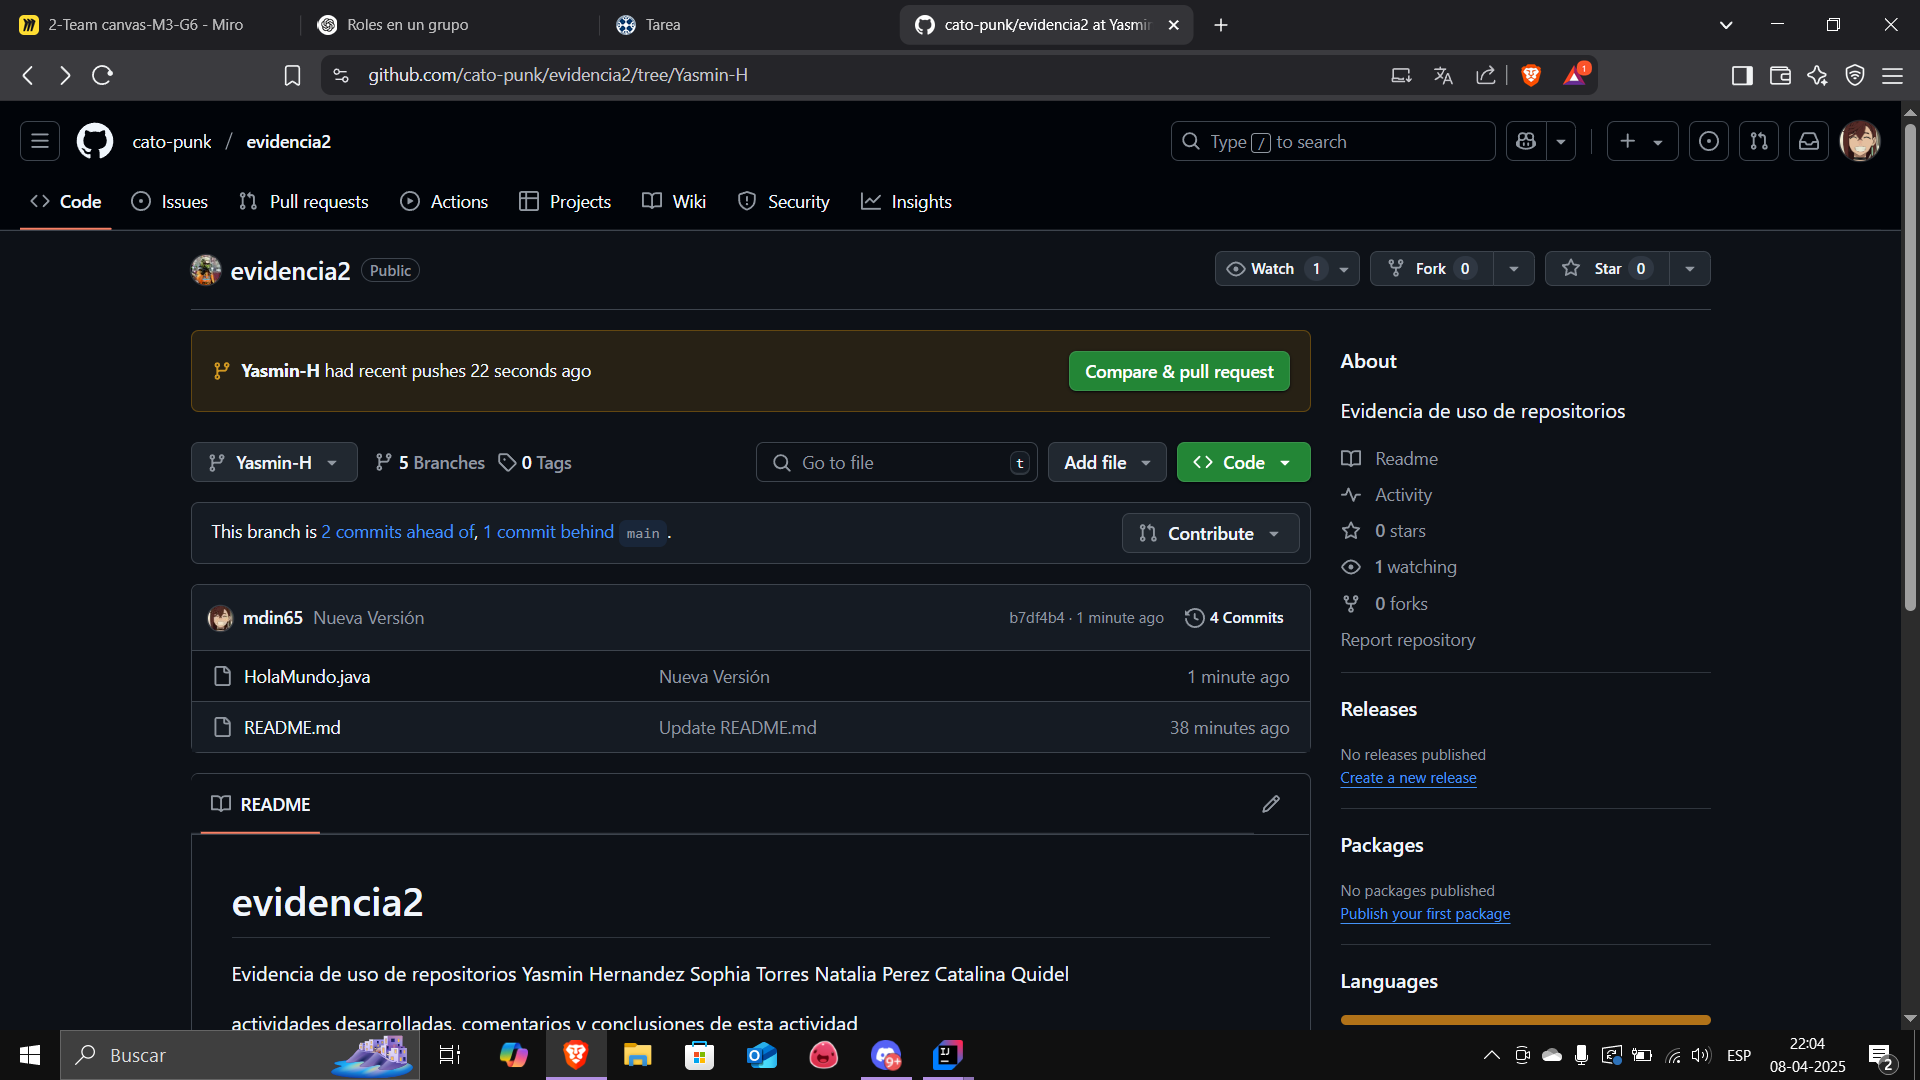 2-Team canvas-M3-G6 - Miro
Roles en un grupo
Tarea
cato-punk/evidencia2 at Yasmin
github.com/cato-punk/evidencia2/tree/Yasmin-H
1
cato-punk / evidencia2
Type / to search
Code
Issues
Pull requests
Actions
Projects
Wiki
Security
Insights
evidencia2 Public
Watch 1
Fork 0
Star 0
Yasmin-H had recent pushes 22 seconds ago
Compare & pull request
Yasmin-H
5 Branches
0 Tags
Go to file t
Add file
Code
This branch is 2 commits ahead of, 1 commit behind main .
Contribute
mdin65 Nueva Versión
b7df4b4 · 1 minute ago
4 Commits
HolaMundo.java Nueva Versión 1 minute ago
README.md Update README.md 38 minutes ago
README
evidencia2
Evidencia de uso de repositorios Yasmin Hernandez Sophia Torres Natalia Perez Catalina Quidel
actividades desarrolladas, comentarios y conclusiones de esta actividad
About
Evidencia de uso de repositorios
Readme
Activity
0 stars
1 watching
0 forks
Report repository
Releases
No releases published
Create a new release
Packages
No packages published
Publish your first package
Languages
Buscar
9+
IJ
ESP
22:04
08-04-2025
2